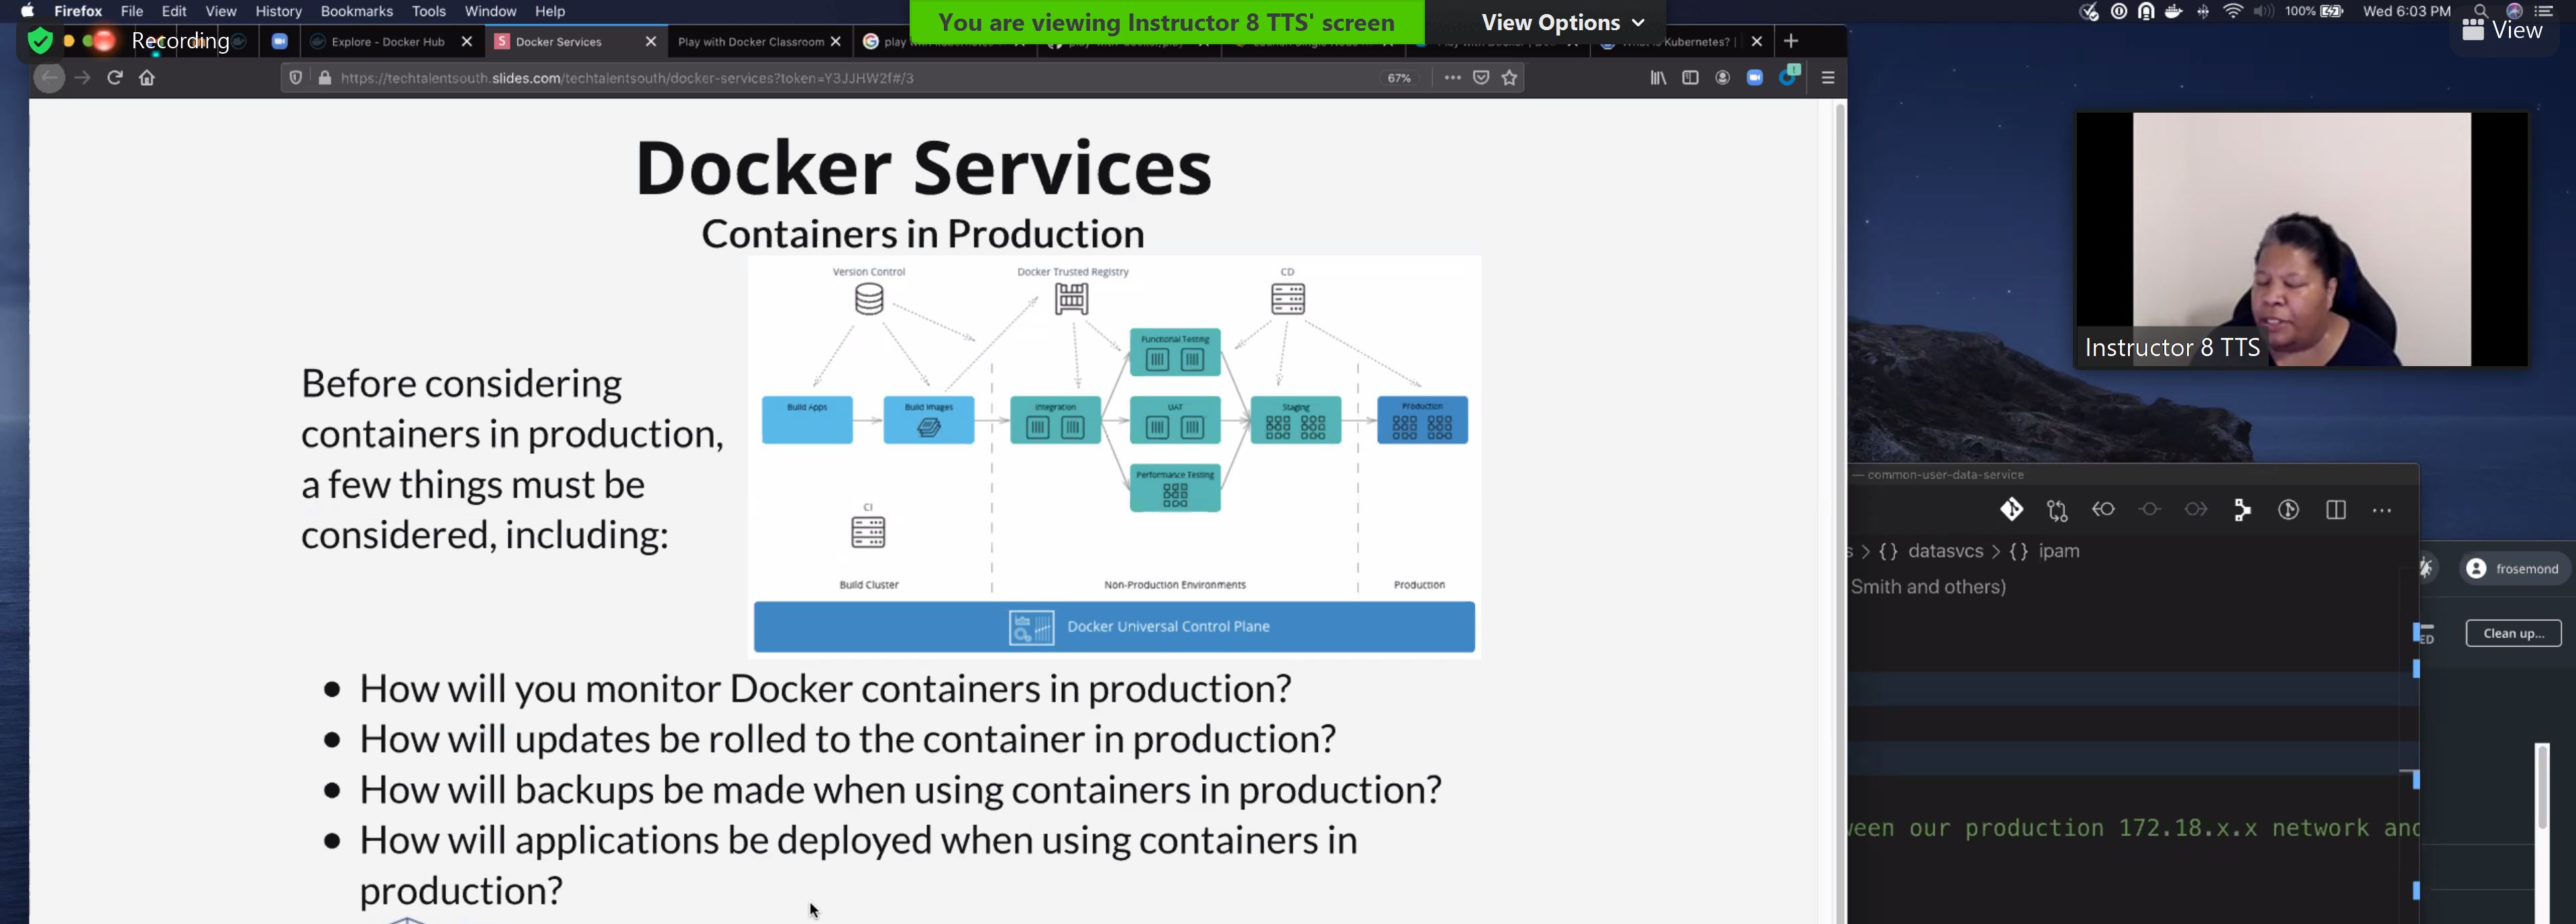 Firefox File Edit View History Bookmarks Tools Window Help
You are viewing Instructor 8 TTS' screen
View Options
100%
Wed 6:03 PM
Recording
Explore - Docker Hub
Docker Services
Play with Docker Classroom
What is Kubernetes? |
View
https://techtalentsouth.slides.com/techtalentsouth/docker-services?token=Y3JJHW2f#/3
67%
Docker Services
Containers in Production
Before considering
containers in production,
a few things must be
considered, including:
Version Control
Docker Trusted Registry
CD
Functional Testing
Build Apps
Build Images
Integration
UAT
Staging
Production
Performance Testing
CI
Build Cluster
Non-Production Environments
Production
Docker Universal Control Plane
• How will you monitor Docker containers in production?
• How will updates be rolled to the container in production?
• How will backups be made when using containers in production?
• How will applications be deployed when using containers in
production?
Instructor 8 TTS
— common-user-data-service
s > {} datasvcs > {} ipam
Smith and others)
frosemond
ED
Clean up...
our production 172.18.x.x network and